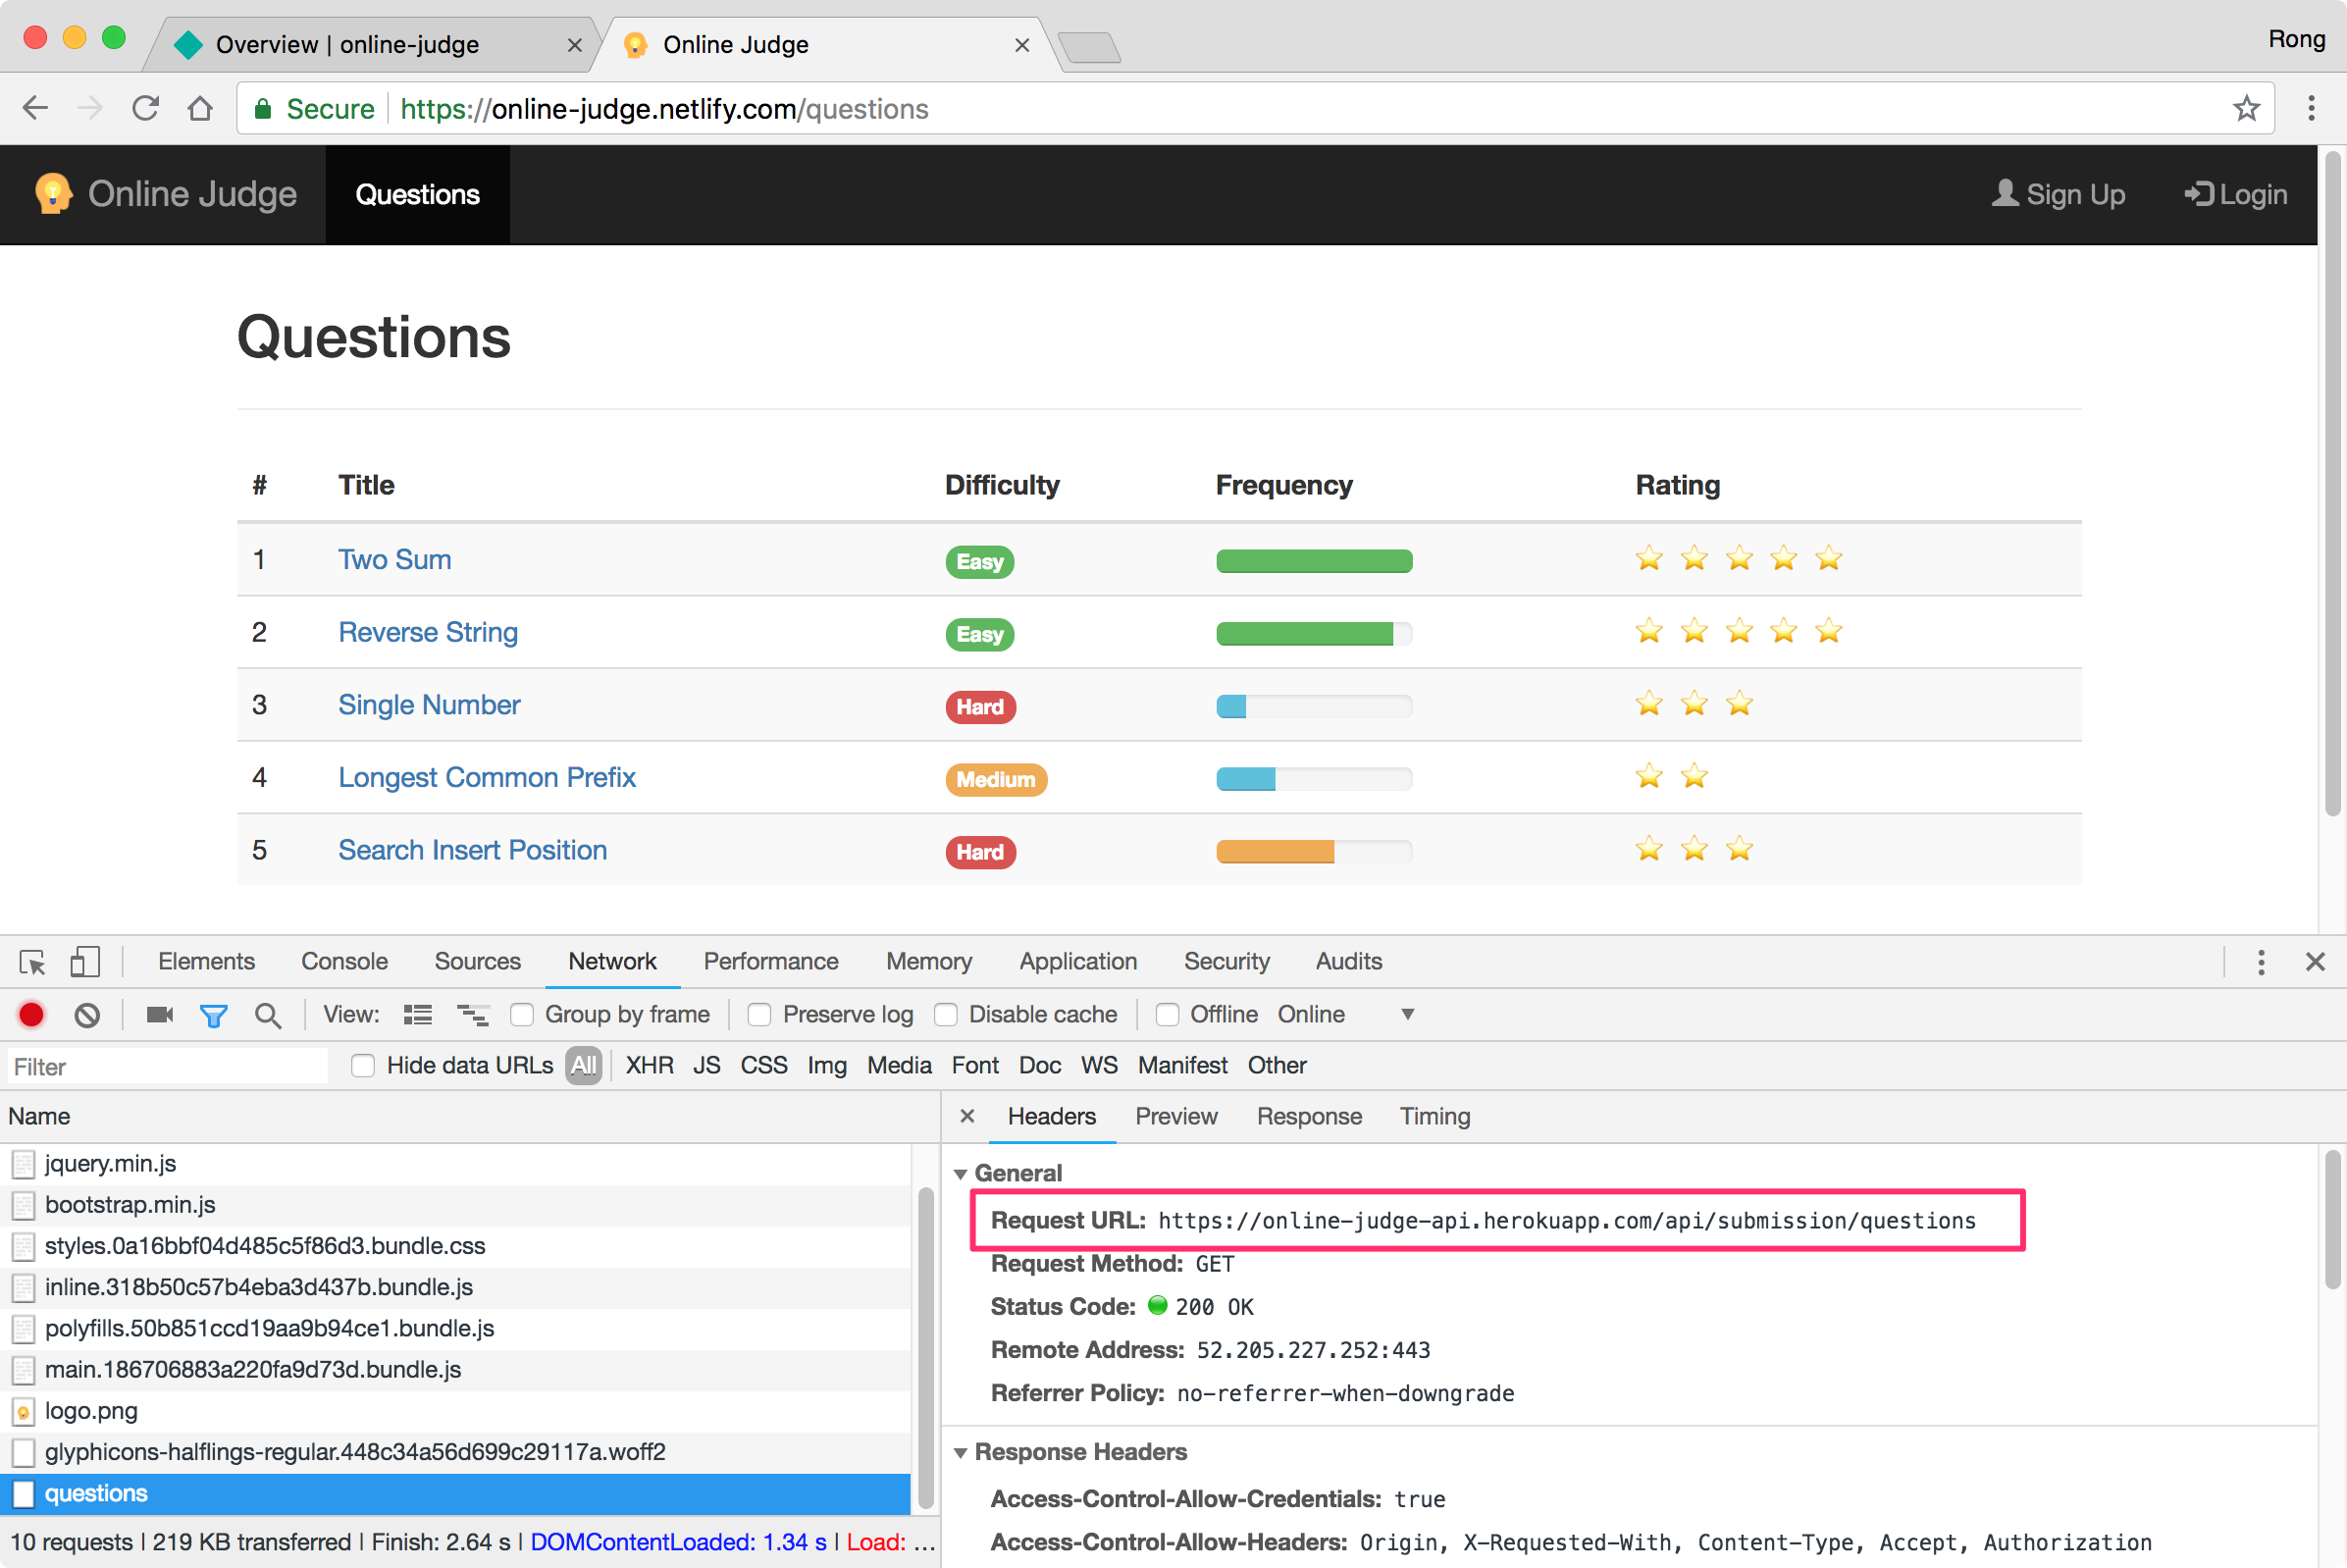 Overview | online-judge
Online Judge
Rong
Secure https://online-judge.netlify.com/questions
Online Judge Questions Sign Up Login
Questions
# Title Difficulty Frequency Rating
1 Two Sum Easy
2 Reverse String Easy
3 Single Number Hard
4 Longest Common Prefix Medium
5 Search Insert Position Hard
Elements Console Sources Network Performance Memory Application Security Audits
View: Group by frame Preserve log Disable cache Offline Online
Filter Hide data URLs All XHR JS CSS Img Media Font Doc WS Manifest Other
Name
jquery.min.js
bootstrap.min.js
styles.0a16bbf04d485c5f86d3.bundle.css
inline.318b50c57b4eba3d437b.bundle.js
polyfills.50b851ccd19aa9b94ce1.bundle.js
main.186706883a220fa9d73d.bundle.js
logo.png
glyphicons-halflings-regular.448c34a56d699c29117a.woff2
questions
10 requests | 219 KB transferred | Finish: 2.64 s | DOMContentLoaded: 1.34 s | Load: ...
Headers Preview Response Timing
General
Request URL: https://online-judge-api.herokuapp.com/api/submission/questions
Request Method: GET
Status Code: 200 OK
Remote Address: 52.205.227.252:443
Referrer Policy: no-referrer-when-downgrade
Response Headers
Access-Control-Allow-Credentials: true
Access-Control-Allow-Headers: Origin, X-Requested-With, Content-Type, Accept, Authorization